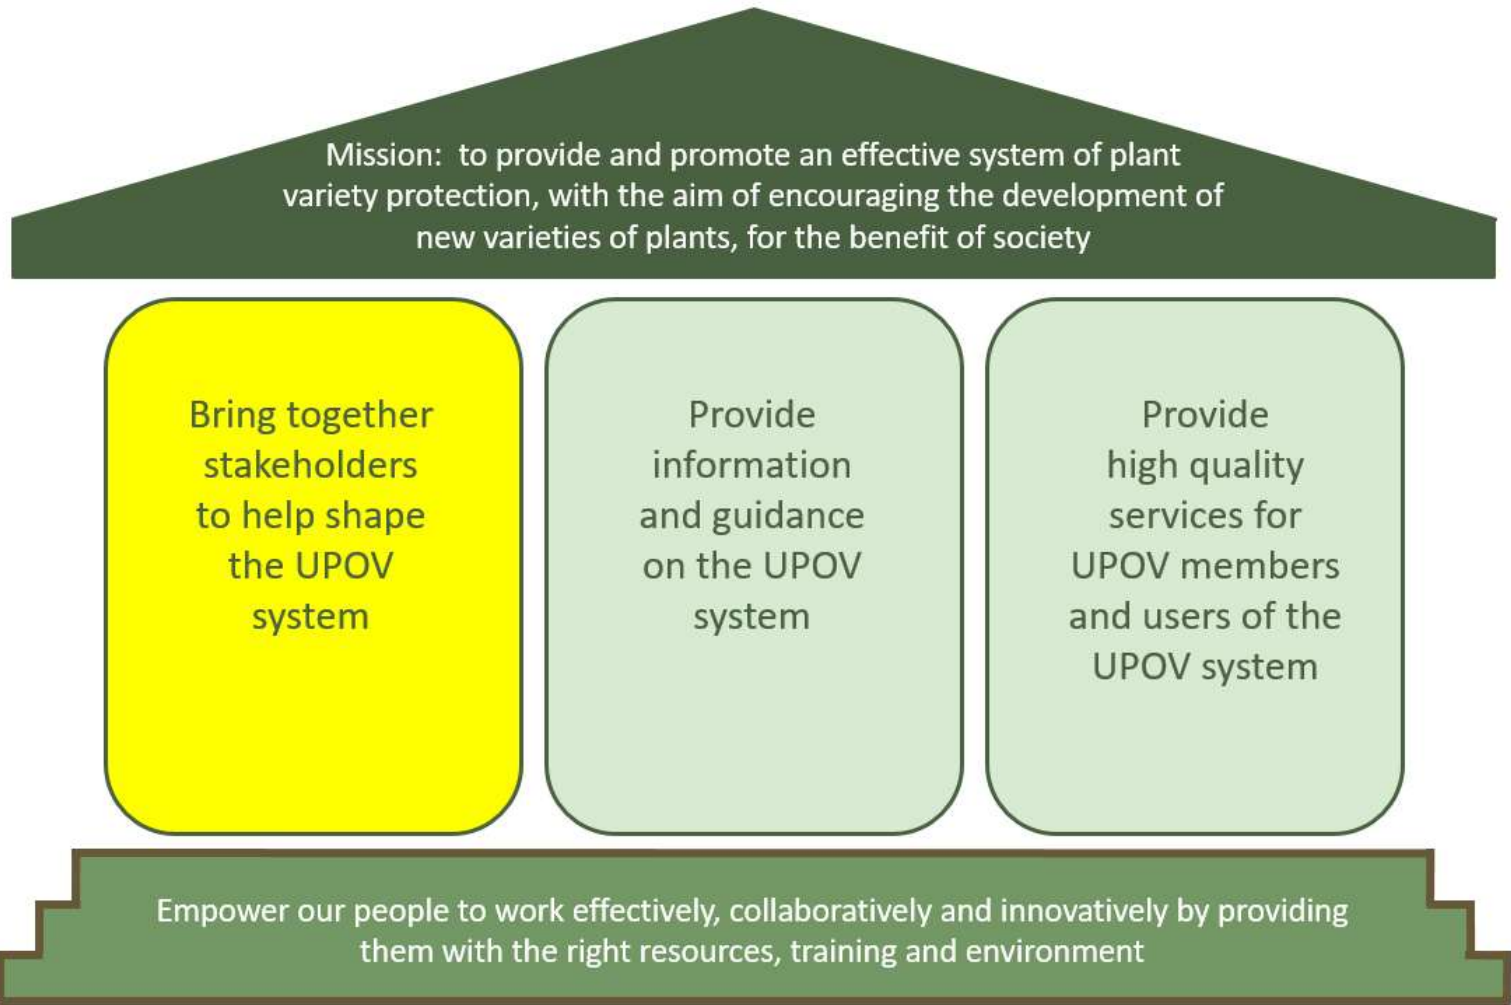 Mission:  to provide and promote an effective system of plant
variety protection, with the aim of encouraging the development of
new varieties of plants, for the benefit of society
Bring together
stakeholders
to help shape
the UPOV
system
Provide
information
and guidance
on the UPOV
system
Provide
high quality
services for
UPOV members
and users of the
UPOV system
Empower our people to work effectively, collaboratively and innovatively by providing
them with the right resources, training and environment